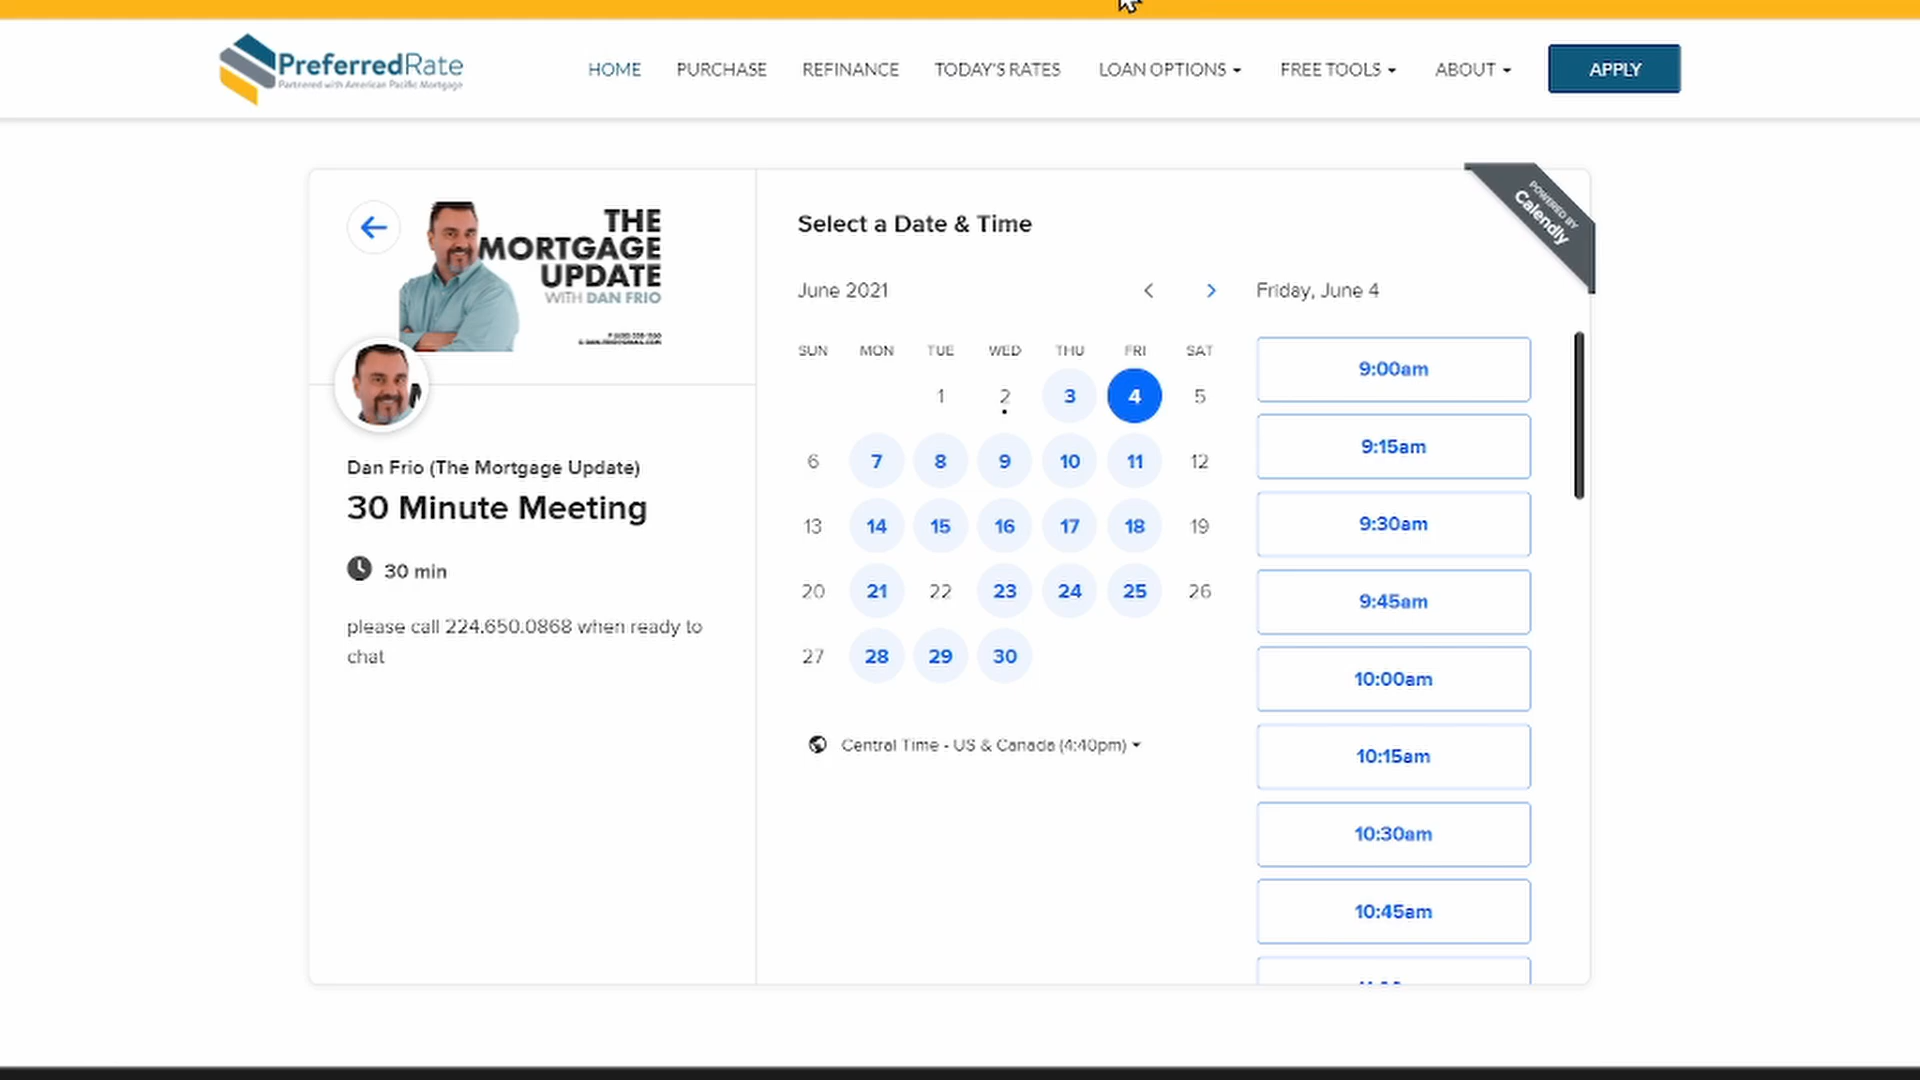 PreferredRate
Partnered with American Pacific Mortgage
HOME
PURCHASE
REFINANCE
TODAY'S RATES
LOAN OPTIONS
FREE TOOLS
ABOUT
APPLY
THE
MORTGAGE
UPDATE
WITH DAN FRIO
Dan Frio (The Mortgage Update)
30 Minute Meeting
30 min
please call 224.650.0868 when ready to
chat
Select a Date & Time
POWERED BY
Calendly
June 2021
SUN MON TUE WED THU FRI SAT
1 2 3 4 5
6 7 8 9 10 11 12
13 14 15 16 17 18 19
20 21 22 23 24 25 26
27 28 29 30
Central Time - US & Canada (4:40pm)
Friday, June 4
9:00am
9:15am
9:30am
9:45am
10:00am
10:15am
10:30am
10:45am